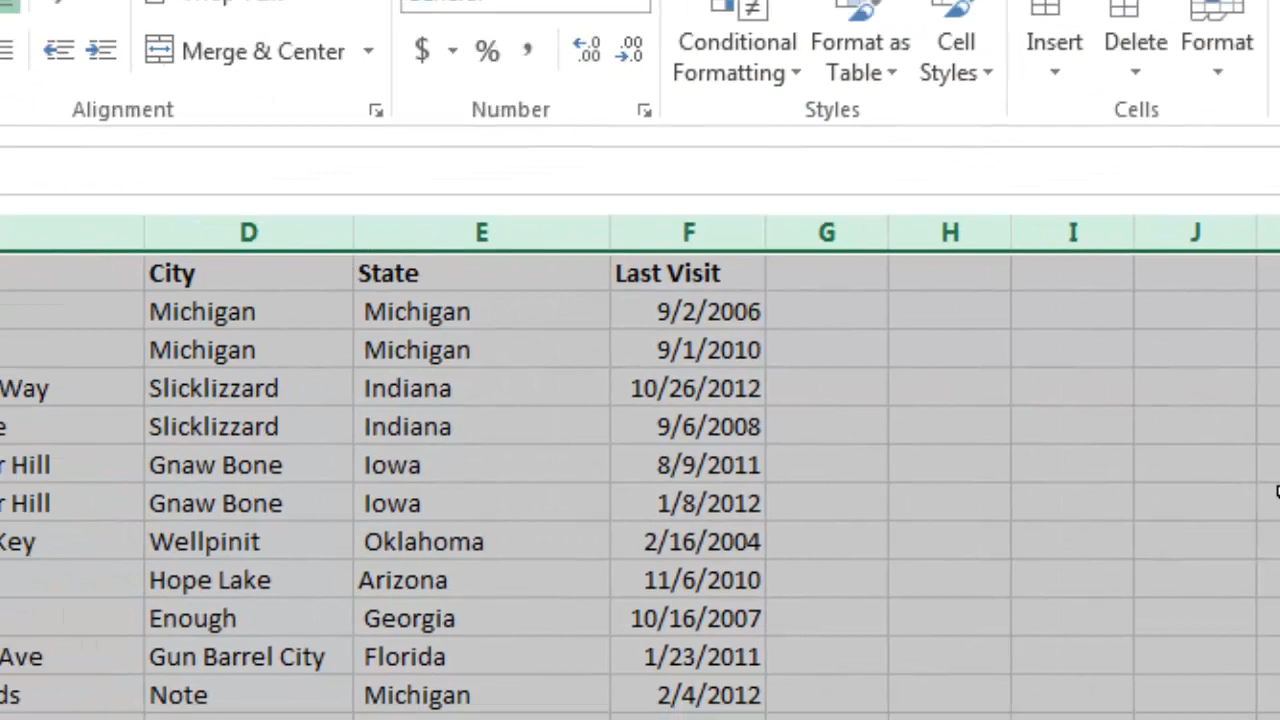 Merge & Center
$ % ,
Conditional Formatting
Format as Table
Cell Styles
Insert
Delete
Format
Alignment
Number
Styles
Cells
D E F G H I J
City State Last Visit
Michigan Michigan 9/2/2006
Michigan Michigan 9/1/2010
Way Slicklizzard Indiana 10/26/2012
e Slicklizzard Indiana 9/6/2008
r Hill Gnaw Bone Iowa 8/9/2011
r Hill Gnaw Bone Iowa 1/8/2012
Key Wellpinit Oklahoma 2/16/2004
Hope Lake Arizona 11/6/2010
Enough Georgia 10/16/2007
Ave Gun Barrel City Florida 1/23/2011
ds Note Michigan 2/4/2012